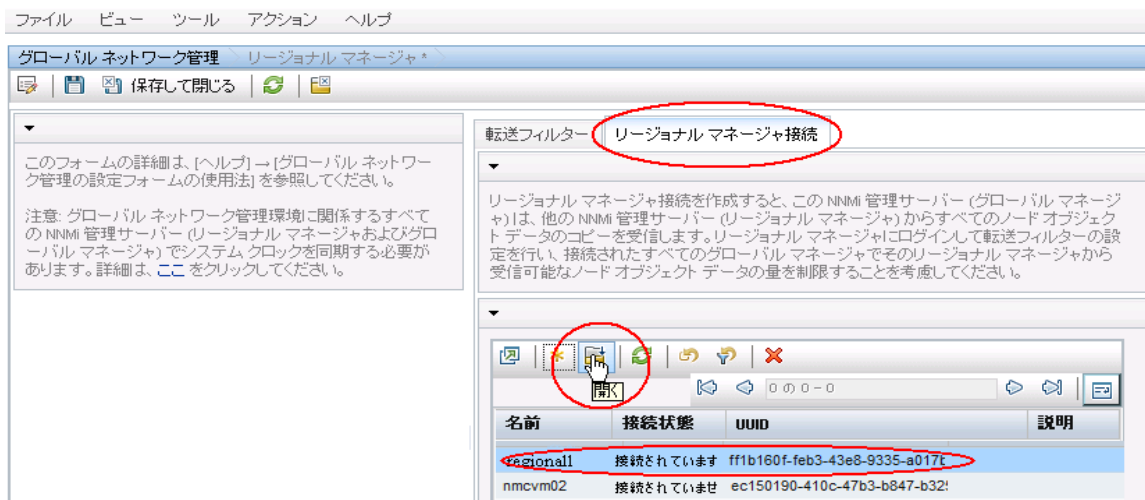 ファイル ビュー ツール アクション ヘルプ
グローバル ネットワーク管理 リージョナル マネージャ *
保存して閉じる
このフォームの詳細は、[ヘルプ]→[グローバル ネットワー
ク管理の設定フォームの使用法] を参照してください。
注意: グローバル ネットワーク管理環境に関係するすべて
の NNMi 管理サーバー (リージョナル マネージャおよびグロ
ーバル マネージャ) でシステム クロックを同期する必要が
あります。詳細は、ここ をクリックしてください。
転送フィルター リージョナル マネージャ接続
リージョナル マネージャ接続を作成すると、この NNMi 管理サーバー (グローバル マネージ
ャ)は、他の NNMi 管理サーバー (リージョナル マネージャ) からすべてのノード オブジェク
ト データのコピーを受信します。リージョナル マネージャにログインして転送フィルターの設
定を行い、接続されたすべてのグローバル マネージャでそのリージョナル マネージャから
受信可能なノード オブジェクト データの量を制限することを考慮してください。
開く
0 の 0 - 0
名前 接続状態 UUID 説明
regional1 接続されています ff1b160f-feb3-43e8-9335-a017b
nmcvm02 接続されていませ ec150190-410c-47b3-b847-b32